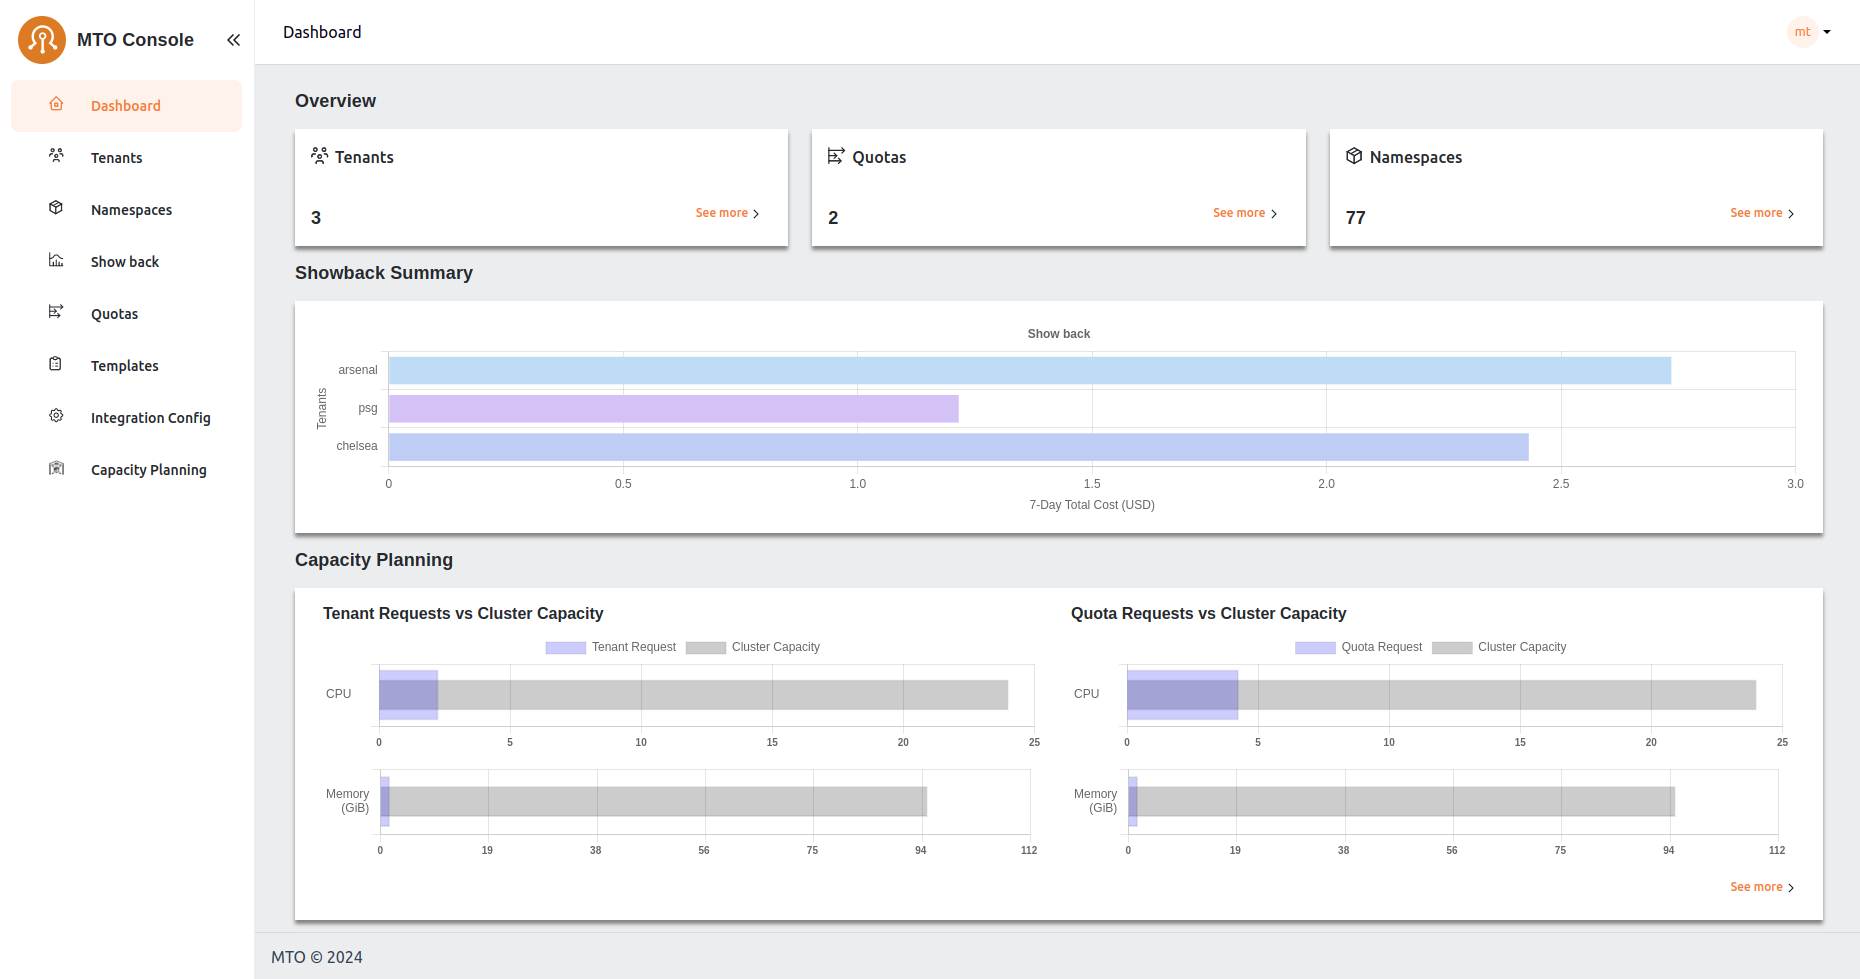 MTO Console
Dashboard
Tenants
Namespaces
Show back
Quotas
Templates
Integration Config
Capacity Planning
Dashboard
mt
Overview
Tenants
3
See more
Quotas
2
See more
Namespaces
77
See more
Showback Summary
Show back
Tenants
arsenal
psg
chelsea
0 0.5 1.0 1.5 2.0 2.5 3.0
7-Day Total Cost (USD)
Capacity Planning
Tenant Requests vs Cluster Capacity
Tenant Request Cluster Capacity
CPU
0 5 10 15 20 25
Memory
(GiB)
0 19 38 56 75 94 112
Quota Requests vs Cluster Capacity
Quota Request Cluster Capacity
CPU
0 5 10 15 20 25
Memory
(GiB)
0 19 38 56 75 94 112
See more
MTO © 2024